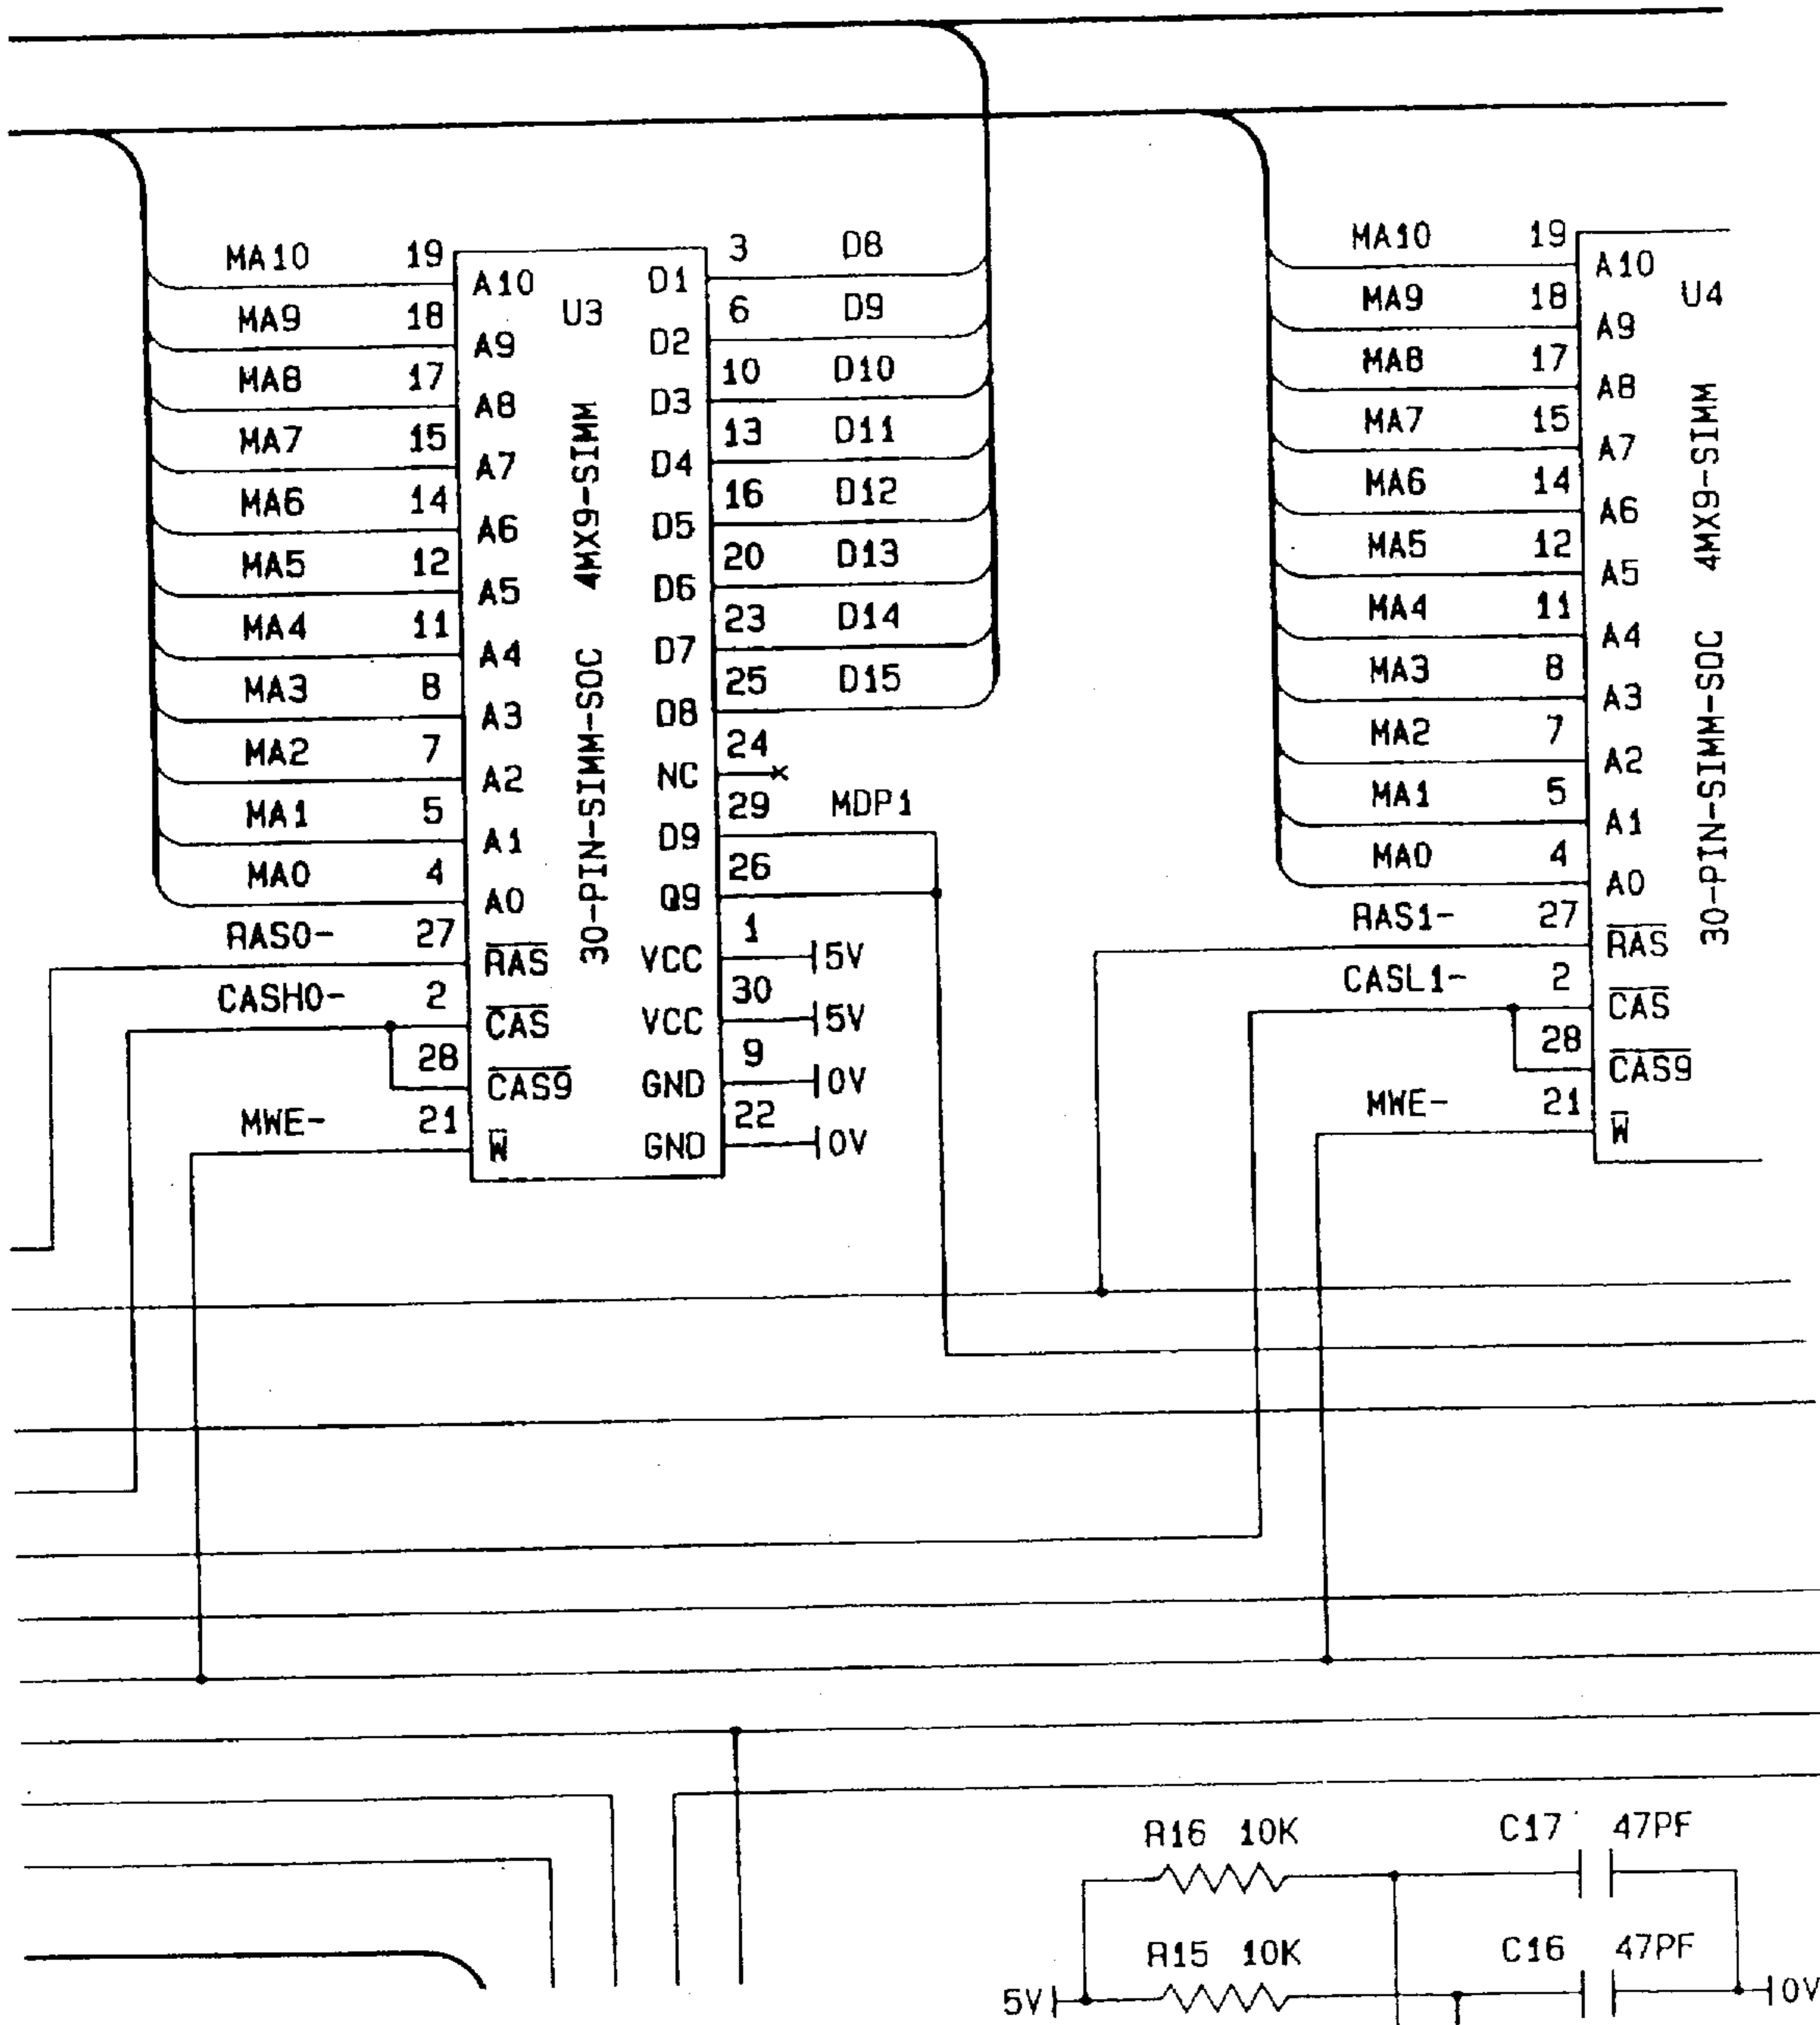 MA10 19 A10
MA9 18 A9
MA8 17 A8
MA7 15 A7
MA6 14 A6
MA5 12 A5
MA4 11 A4
MA3 8 A3
MA2 7 A2
MA1 5 A1
MA0 4 A0
RAS0- 27 RAS
CASH0- 2 CAS
28 CAS9
MWE- 21 W
U3
30-PIN-SIMM-SOC 4MX9-SIMM
D1 3 D8
D2 6 D9
D3 10 D10
D4 13 D11
D5 16 D12
D6 20 D13
D7 23 D14
D8 25 D15
NC 24
D9 29 MDP1
Q9 26
VCC 1 5V
VCC 30 5V
GND 9 0V
GND 22 0V
MA10 19 A10
MA9 18 A9
MA8 17 A8
MA7 15 A7
MA6 14 A6
MA5 12 A5
MA4 11 A4
MA3 8 A3
MA2 7 A2
MA1 5 A1
MA0 4 A0
RAS1- 27 RAS
CASL1- 2 CAS
28 CAS9
MWE- 21 W
U4
30-PIN-SIMM-SOC 4MX9-SIMM
R16 10K C17 47PF
R15 10K C16 47PF
5V 0V